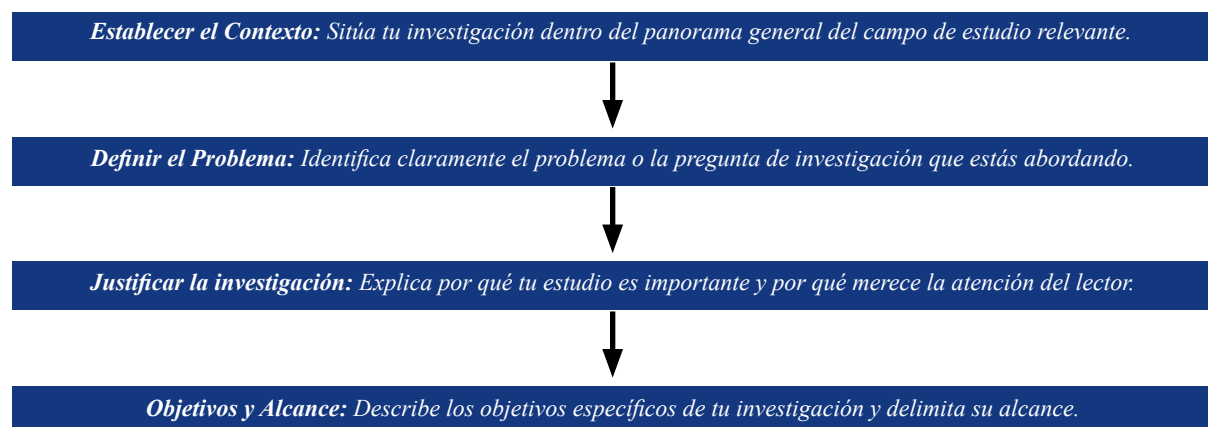 Establecer el Contexto: Sitúa tu investigación dentro del panorama general del campo de estudio relevante.
Definir el Problema: Identifica claramente el problema o la pregunta de investigación que estás abordando.
Justificar la investigación: Explica por qué tu estudio es importante y por qué merece la atención del lector.
Objetivos y Alcance: Describe los objetivos específicos de tu investigación y delimita su alcance.